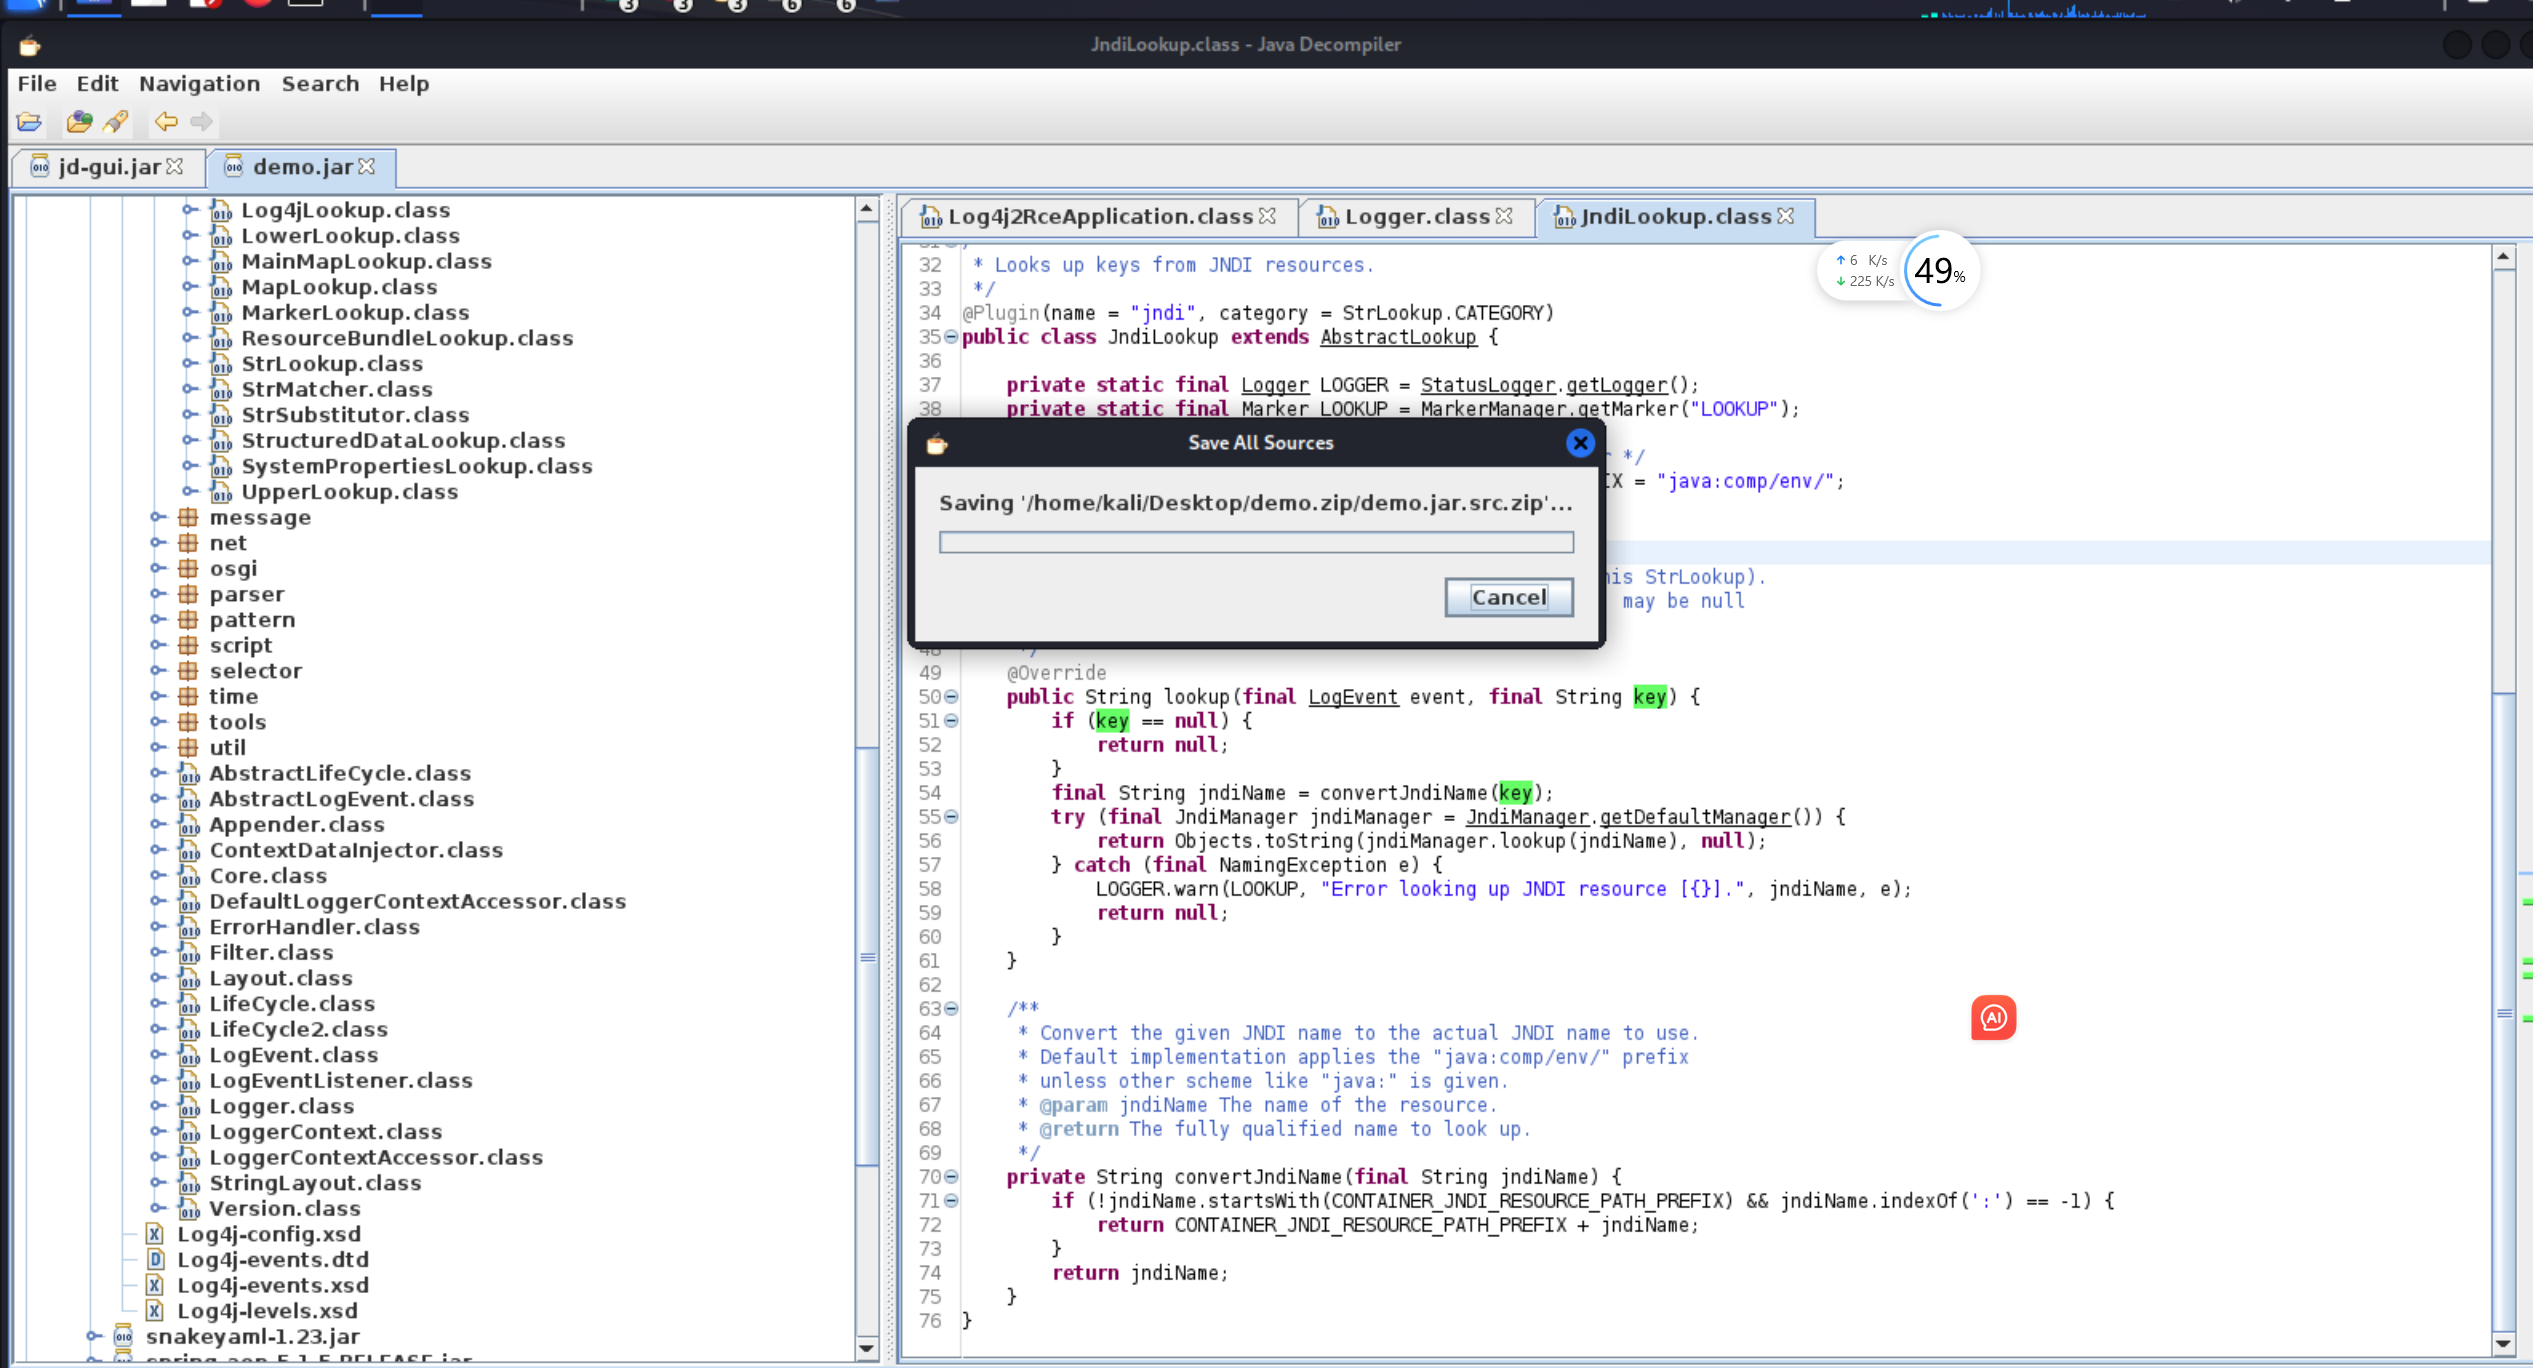 3
3
3
6
6
JndiLookup.class - Java Decompiler
File Edit Navigation Search Help
jd-gui.jar
demo.jar
Log4jLookup.class
LowerLookup.class
MainMapLookup.class
MapLookup.class
MarkerLookup.class
ResourceBundleLookup.class
StrLookup.class
StrMatcher.class
StrSubstitutor.class
StructuredDataLookup.class
SystemPropertiesLookup.class
UpperLookup.class
message
net
osgi
parser
pattern
script
selector
time
tools
util
AbstractLifeCycle.class
AbstractLogEvent.class
Appender.class
ContextDataInjector.class
Core.class
DefaultLoggerContextAccessor.class
ErrorHandler.class
Filter.class
Layout.class
LifeCycle.class
LifeCycle2.class
LogEvent.class
LogEventListener.class
Logger.class
LoggerContext.class
LoggerContextAccessor.class
StringLayout.class
Version.class
Log4j-config.xsd
Log4j-events.dtd
Log4j-events.xsd
Log4j-levels.xsd
snakeyaml-1.23.jar
spring-aop-5.1.5.RELEASE.jar
Log4j2RceApplication.class
Logger.class
JndiLookup.class
6 K/s
225 K/s
49%
32 * Looks up keys from JNDI resources.
33 */
34 @Plugin(name = "jndi", category = StrLookup.CATEGORY)
35 public class JndiLookup extends AbstractLookup {
36
37 private static final Logger LOGGER = StatusLogger.getLogger();
38 private static final Marker LOOKUP = MarkerManager.getMarker("LOOKUP");
*/
IX = "java:comp/env/";
his StrLookup).
may be null
Save All Sources
Saving '/home/kali/Desktop/demo.zip/demo.jar.src.zip'...
Cancel
48 */
49 @Override
50 public String lookup(final LogEvent event, final String key) {
51 if (key == null) {
52 return null;
53 }
54 final String jndiName = convertJndiName(key);
55 try (final JndiManager jndiManager = JndiManager.getDefaultManager()) {
56 return Objects.toString(jndiManager.lookup(jndiName), null);
57 } catch (final NamingException e) {
58 LOGGER.warn(LOOKUP, "Error looking up JNDI resource [{}].", jndiName, e);
59 return null;
60 }
61 }
62
63 /**
64 * Convert the given JNDI name to the actual JNDI name to use.
65 * Default implementation applies the "java:comp/env/" prefix
66 * unless other scheme like "java:" is given.
67 * @param jndiName The name of the resource.
68 * @return The fully qualified name to look up.
69 */
70 private String convertJndiName(final String jndiName) {
71 if (!jndiName.startsWith(CONTAINER_JNDI_RESOURCE_PATH_PREFIX) && jndiName.indexOf(':') == -1) {
72 return CONTAINER_JNDI_RESOURCE_PATH_PREFIX + jndiName;
73 }
74 return jndiName;
75 }
76 }
AI